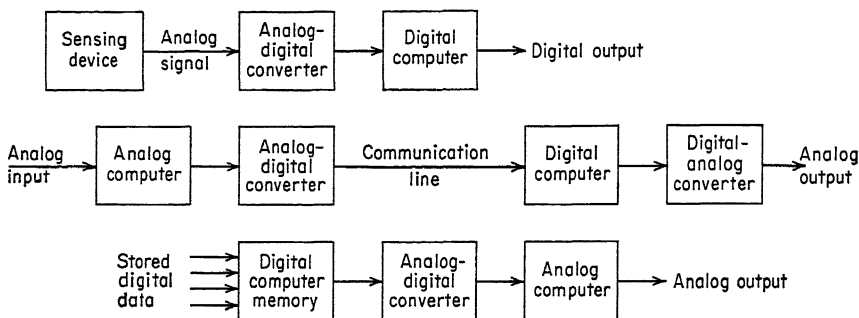 Sensing
device
Analog
signal
Analog-
digital
converter
Digital
computer
Digital output
Analog
input
Analog
computer
Analog-
digital
converter
Communication
line
Digital
computer
Digital-
analog
converter
Analog
output
Stored
digital
data
Digital
computer
memory
Analog-
digital
converter
Analog
computer
Analog output